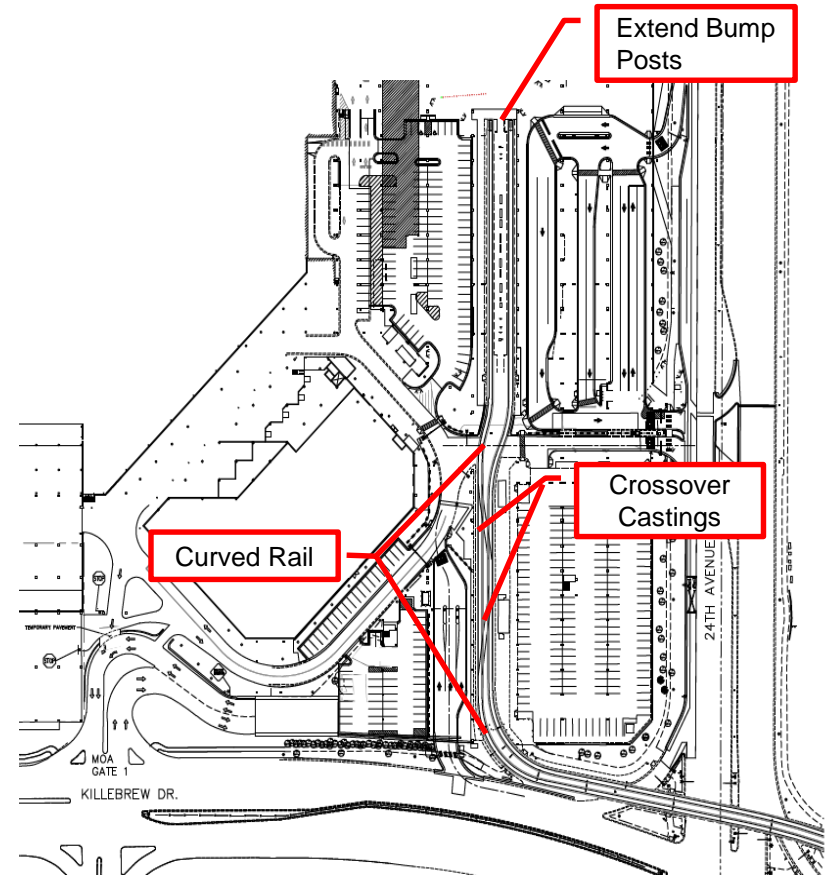 Extend Bump
Posts
Crossover
Castings
Curved Rail
24TH AVENUE
STOP
TEMPORARY PAVEMENT
STOP
MOA
GATE 1
KILLEBREW DR.